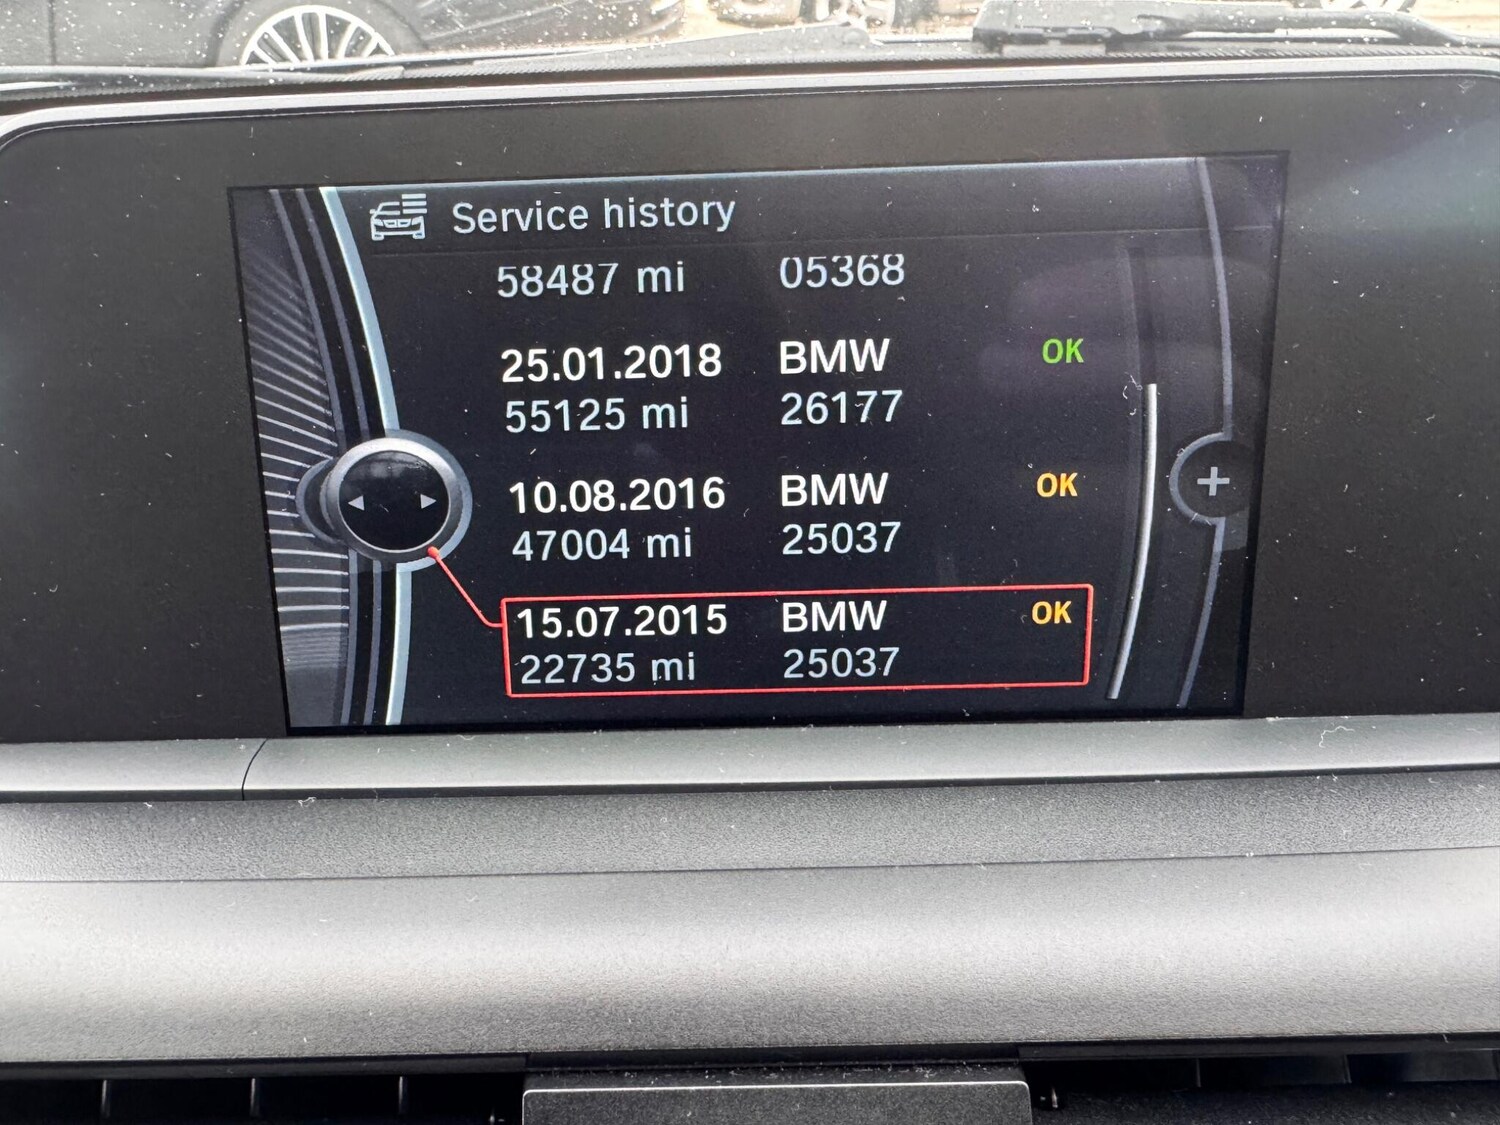 Service history
58487 mi 05368
25.01.2018 BMW OK
55125 mi 26177
10.08.2016 BMW OK
47004 mi 25037
15.07.2015 BMW OK
22735 mi 25037